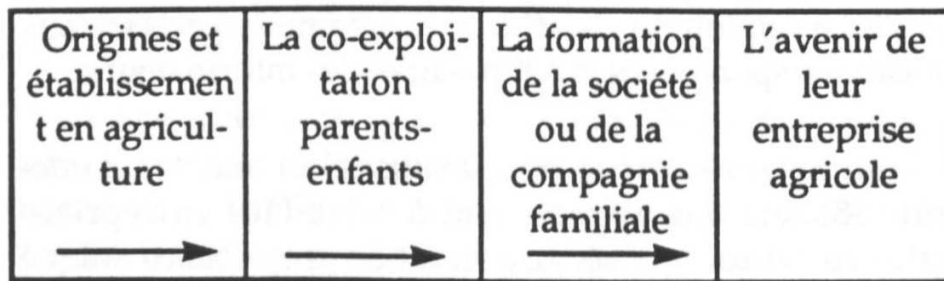 Origines et
établissemen
t en agricul-
ture
La co-exploi-
tation
parents-
enfants
La formation
de la société
ou de la
compagnie
familiale
L'avenir de
leur
entreprise
agricole